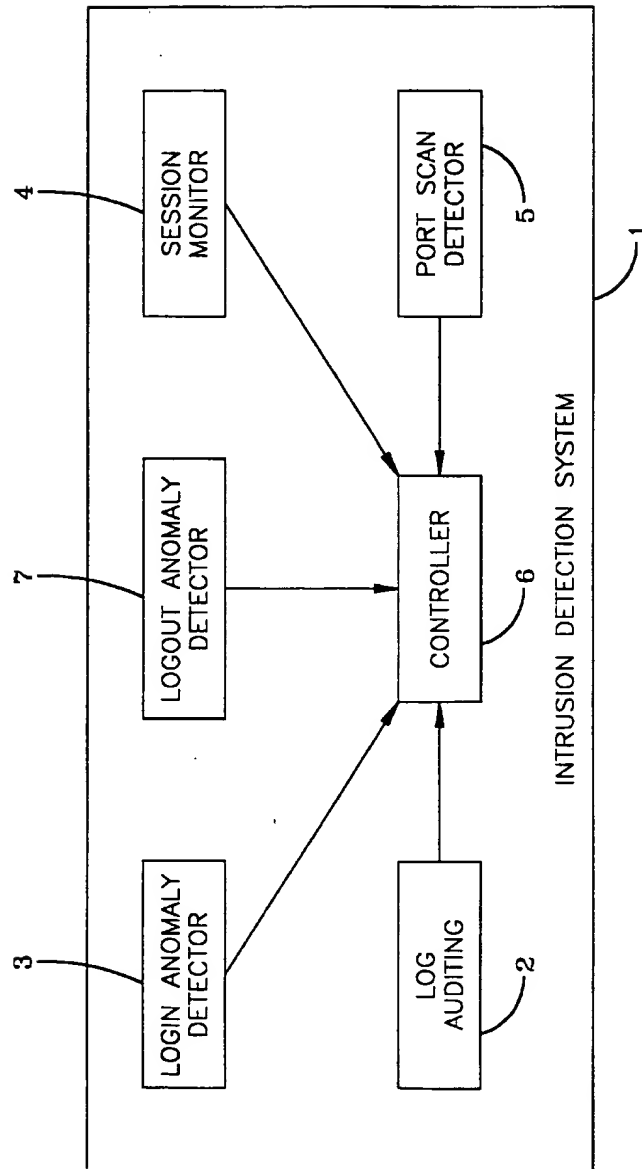 3
7
4
LOGIN ANOMALY
DETECTOR
LOGOUT ANOMALY
DETECTOR
SESSION
MONITOR
LOG
AUDITING
CONTROLLER
PORT SCAN
DETECTOR
2
6
5
INTRUSION DETECTION SYSTEM
1